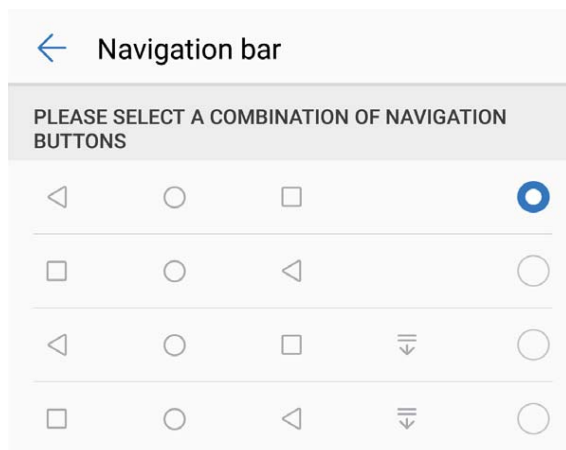 Navigation bar
PLEASE SELECT A COMBINATION OF NAVIGATION
BUTTONS